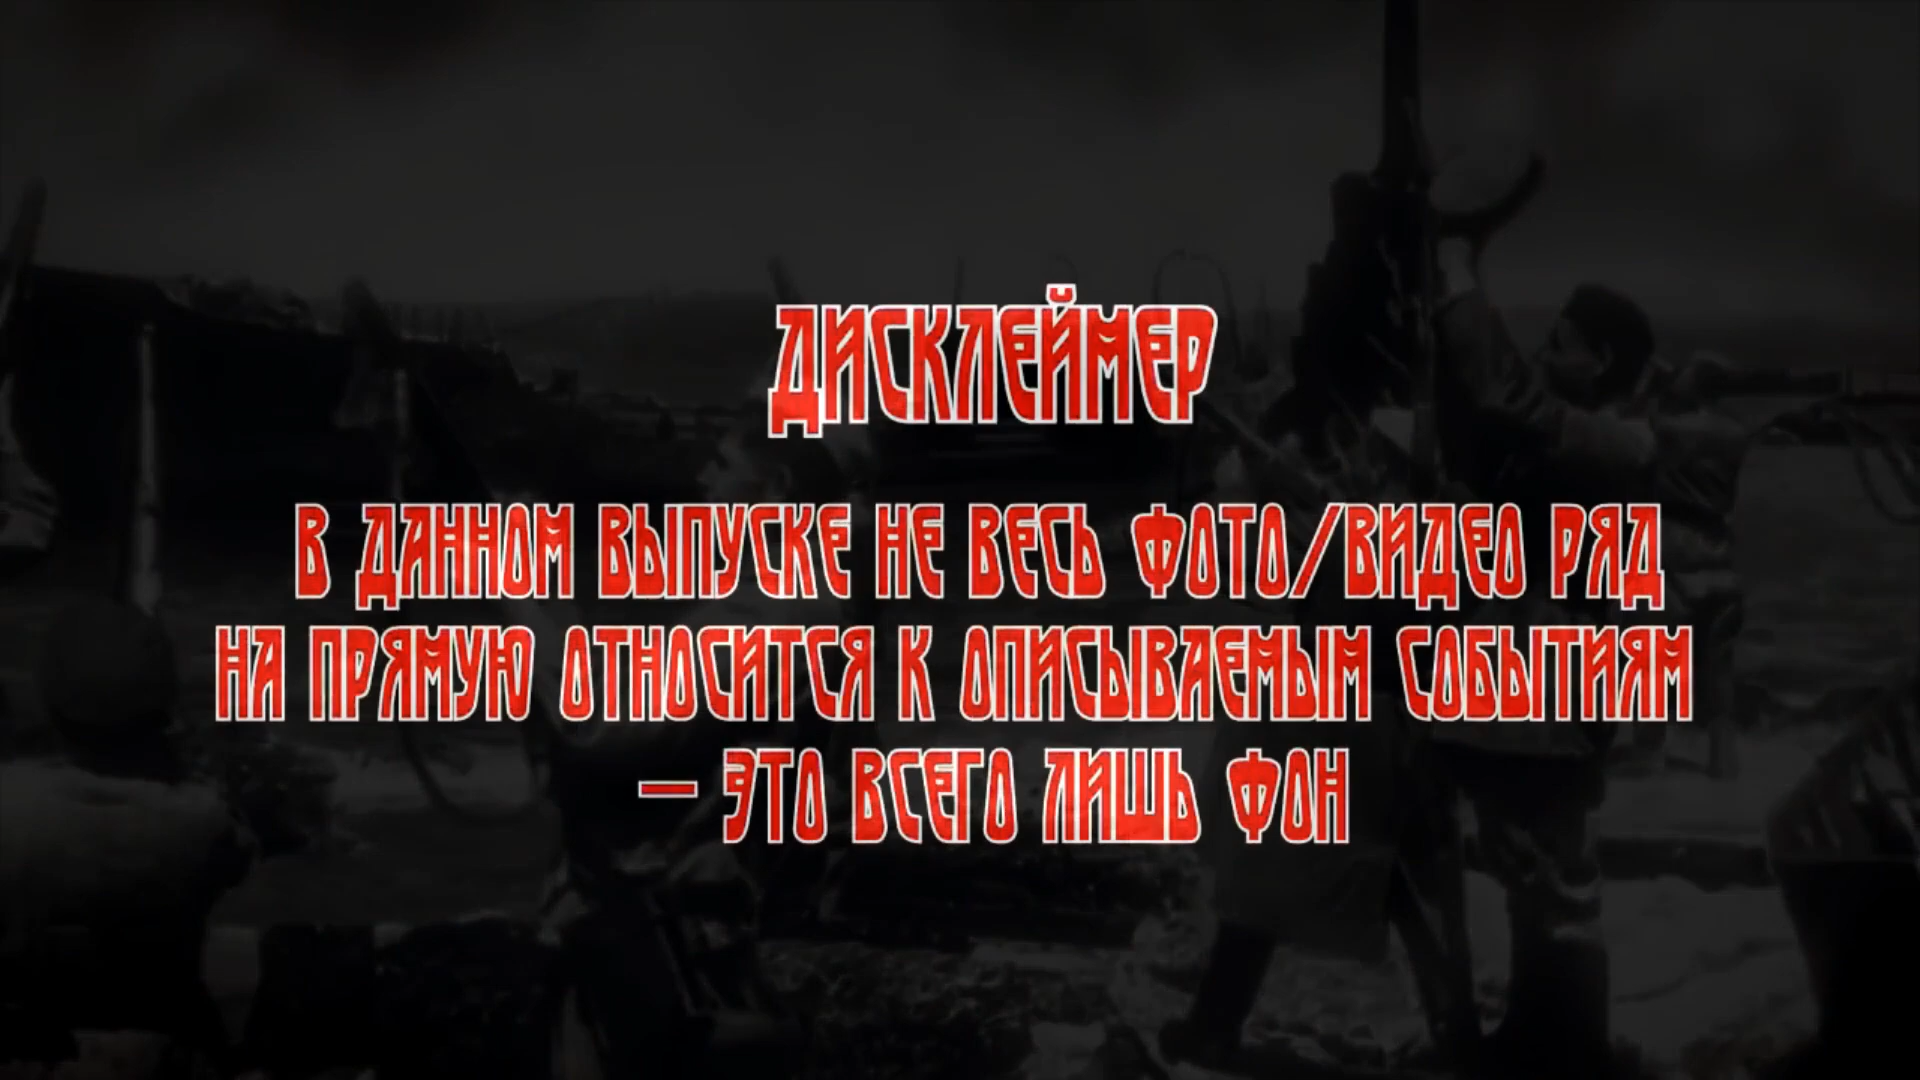 ДИСКЛЕЙМЕР
В ДАННОМ ВЫПУСКЕ НЕ ВЕСЬ ФОТО/ВИДЕО РЯД
НА ПРЯМУЮ ОТНОСИТСЯ К ОПИСЫВАЕМЫМ СОБЫТИЯМ
— ЭТО ВСЕГО ЛИШЬ ФОН